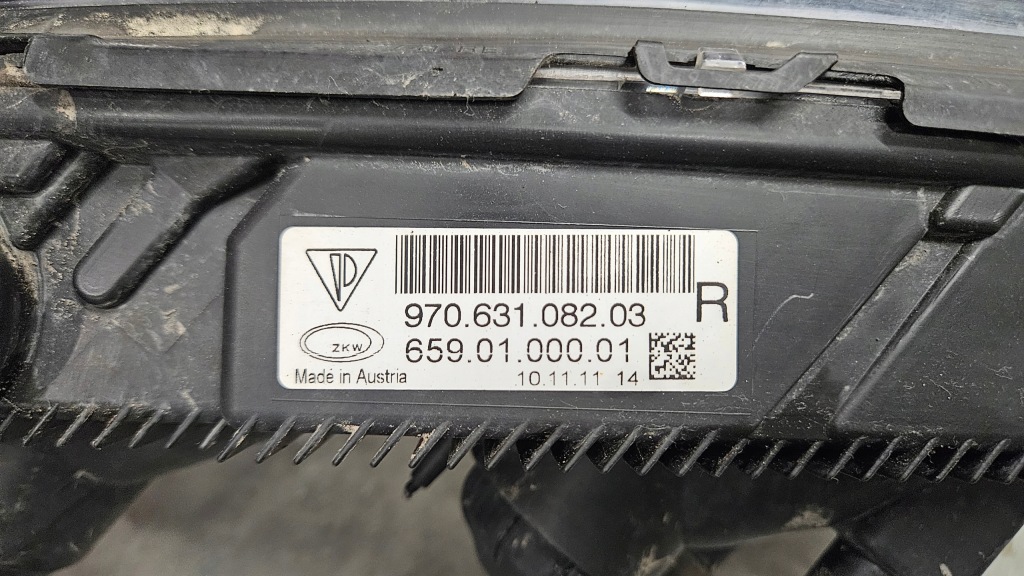 970.631.082.03
R
ZKW
659.01.000.01
Made in Austria
10.11.11 14